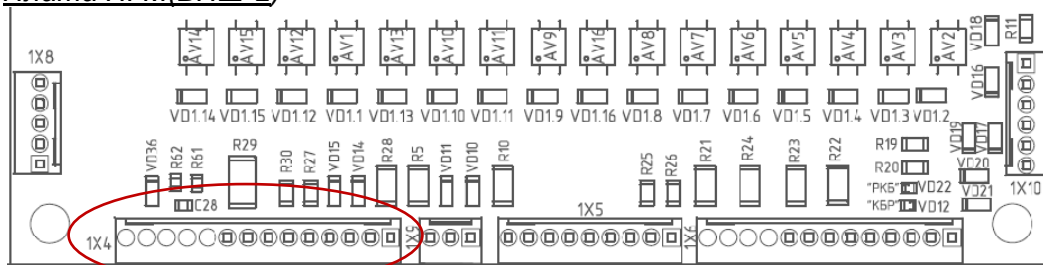 AV14 AV15 AV12 AV1 AV13 AV10 AV11 AV9 AV16 AV8 AV7 AV6 AV5 AV4 AV3 AV2 VD18 R11
1X8
VD16
VD1.14 VD1.15 VD1.12 VD1.1 VD1.13 VD1.10 VD1.11 VD1.9 VD1.16 VD1.8 VD1.7 VD1.6 VD1.5 VD1.4 VD1.3 VD1.2
VD36 R62 R61 R29 R30 R27 VD15 VD14 R28 R5 VD11 VD10 R10 R25 R26 R21 R24 R23 R22 R19 VD19 VD17
R20 VD20
"РКБ" VD22 VD21 1X10
C28 1X5 "КБР" VD12
1X4 1X9 1X6